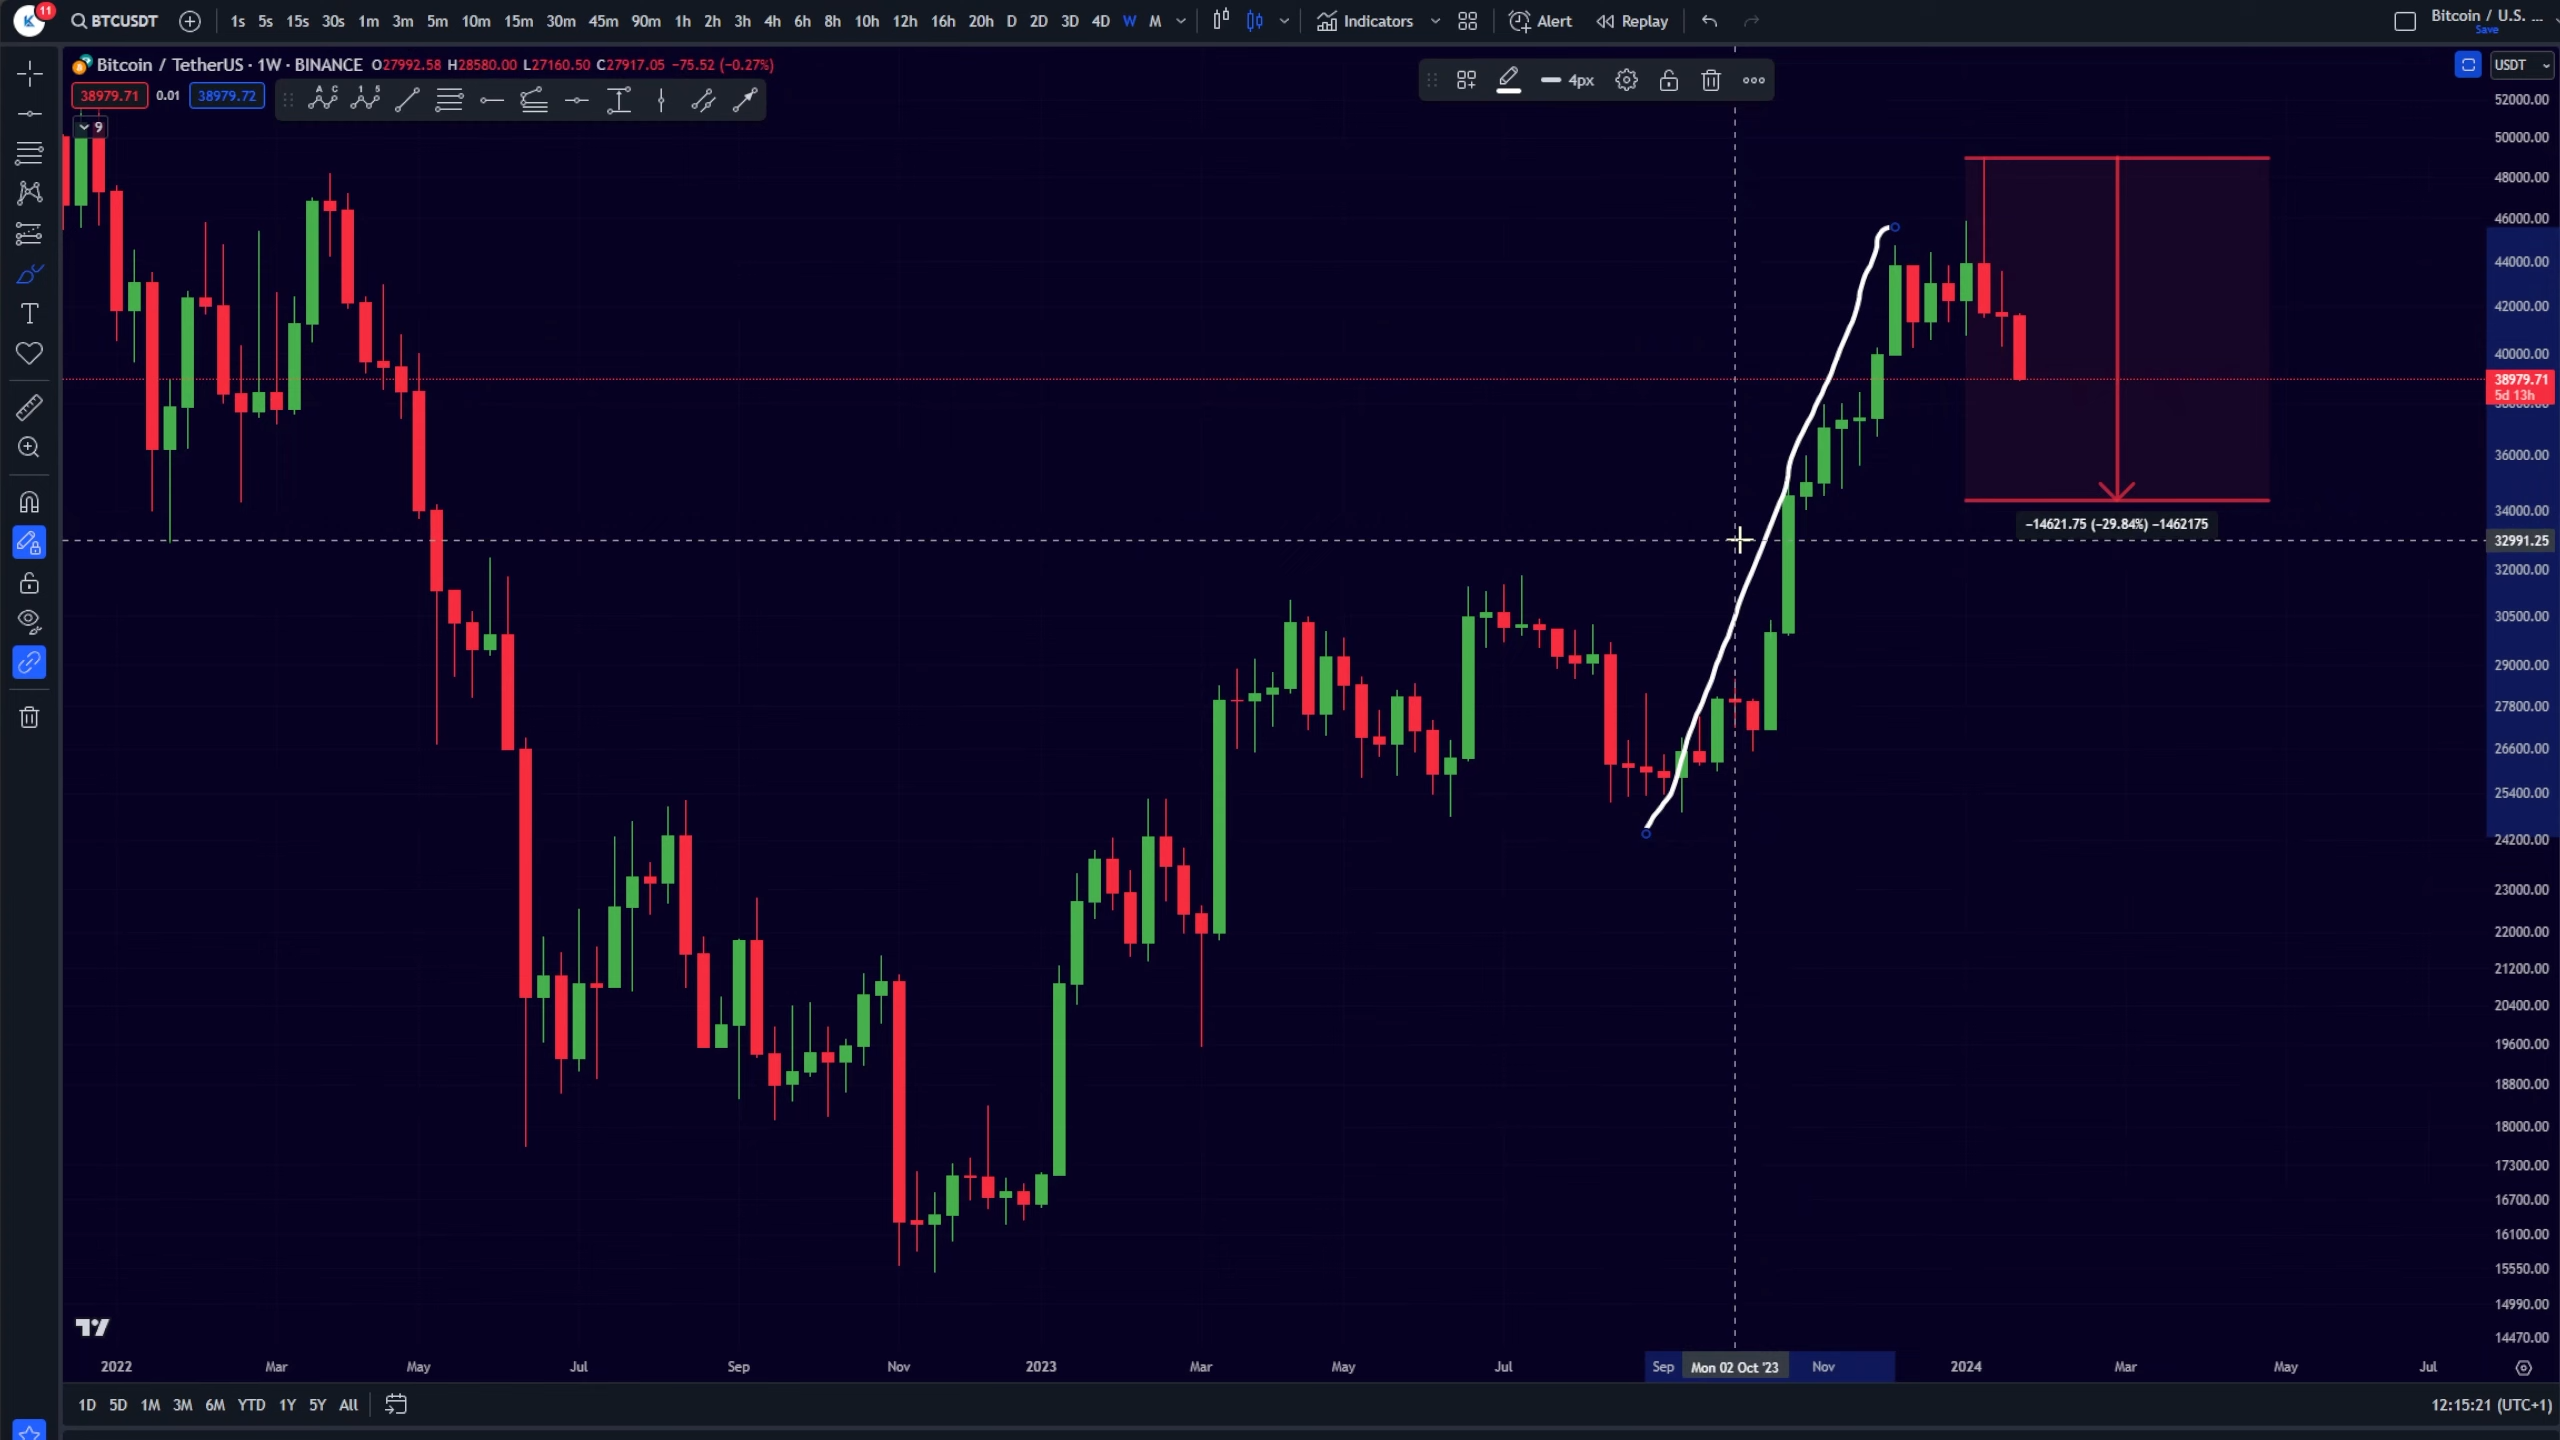 11
BTCUSDT 1s 5s 15s 30s 1m 3m 5m 10m 15m 30m 45m 90m 1h 2h 3h 4h 6h 8h 10h 12h 16h 20h D 2D 3D 4D W M Indicators Alert Replay Bitcoin / U.S. ...
Save
Bitcoin / TetherUS · 1W · BINANCE O27992.58 H28580.00 L27160.50 C27917.05 −75.52 (−0.27%)
USDT
38979.71 0.01 38979.72
A C 1 5
4px
9
52000.00
50000.00
48000.00
46000.00
44000.00
42000.00
40000.00
38979.71
5d 13h
36000.00
34000.00
−14621.75 (−29.84%) −1462175
32991.25
32000.00
30500.00
29000.00
27800.00
26600.00
25400.00
24200.00
23000.00
22000.00
21200.00
20400.00
19600.00
18800.00
18000.00
17300.00
16700.00
16100.00
15550.00
14990.00
14470.00
2022 Mar May Jul Sep Nov 2023 Mar May Jul Sep Mon 02 Oct '23 Nov 2024 Mar May Jul
1D 5D 1M 3M 6M YTD 1Y 5Y All
12:15:21 (UTC+1)